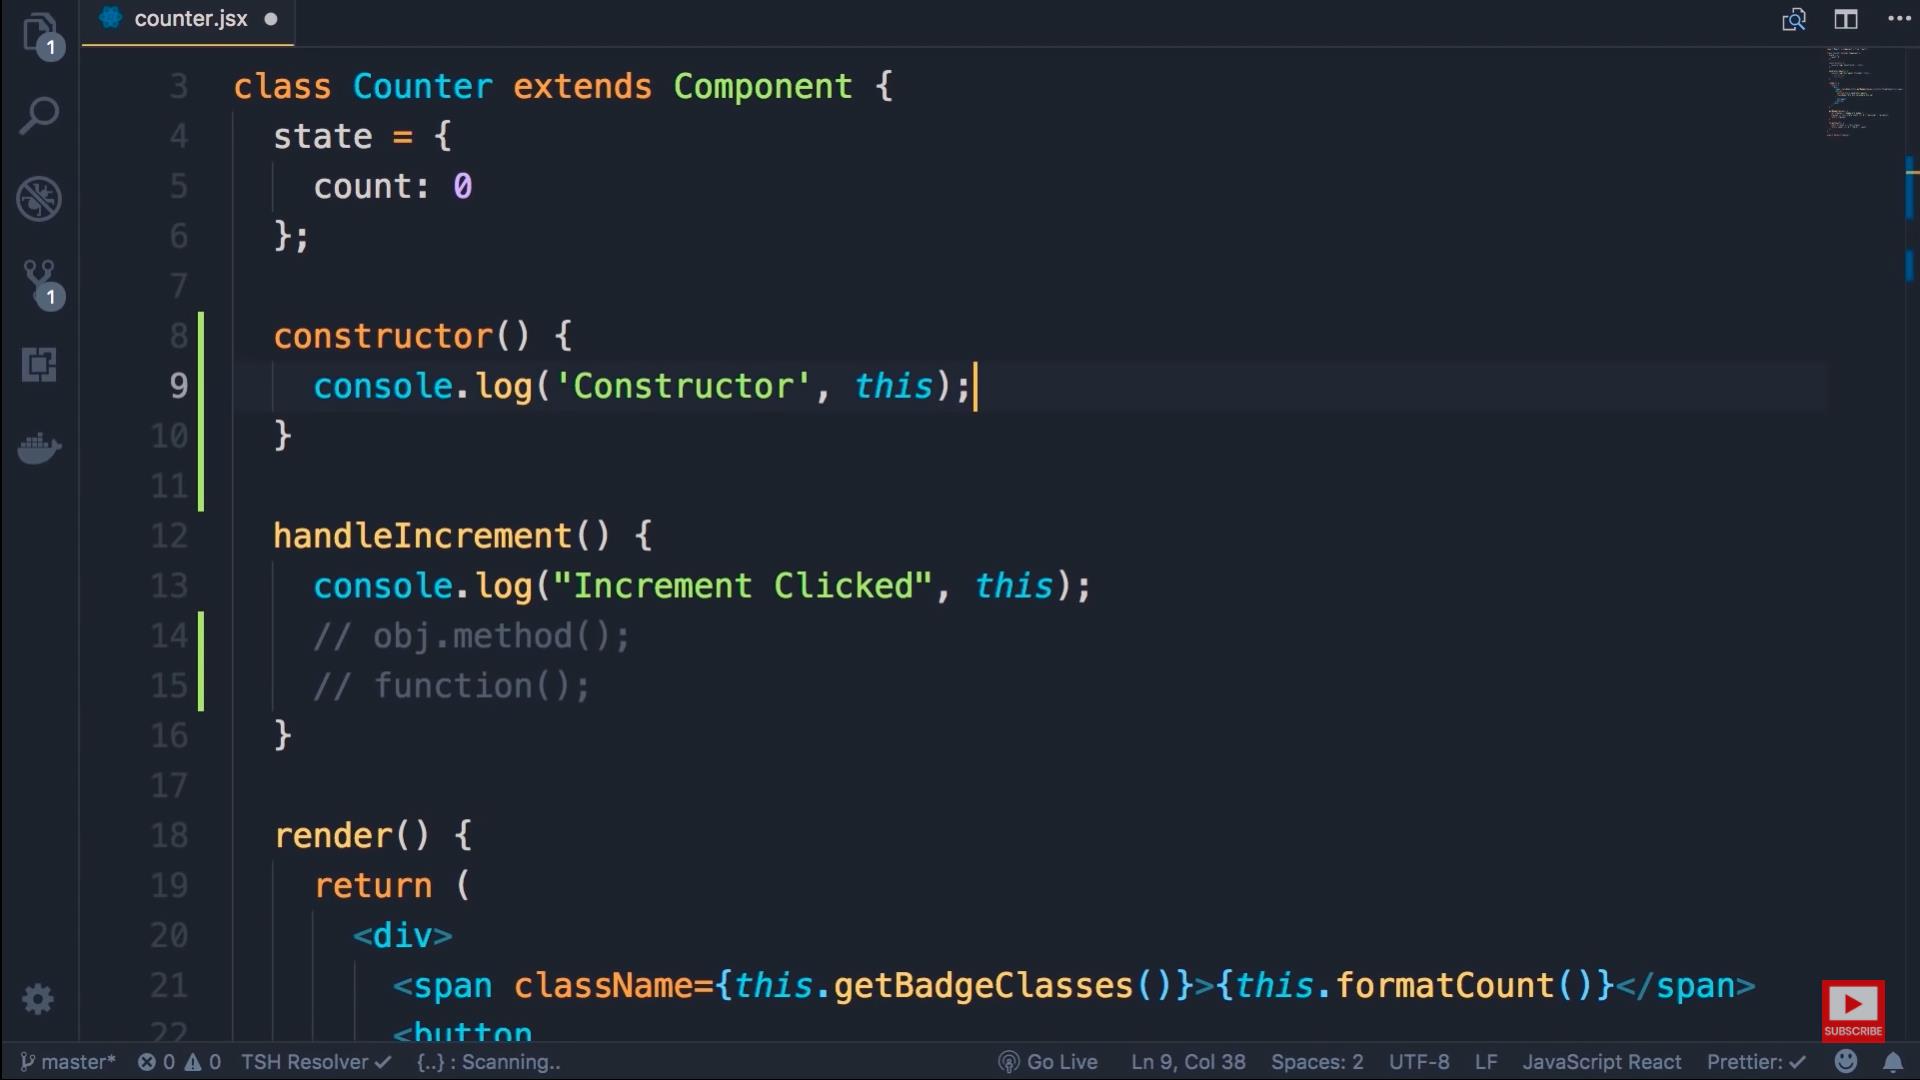 1
counter.jsx
3 class Counter extends Component {
4 state = {
5 count: 0
6 };
7
8 constructor() {
9 console.log('Constructor', this);
10 }
11
12 handleIncrement() {
13 console.log("Increment Clicked", this);
14 // obj.method();
15 // function();
16 }
17
18 render() {
19 return (
20 <div>
21 <span className={this.getBadgeClasses()}>{this.formatCount()}</span>
22 <button
1
SUBSCRIBE
master* 0 0 TSH Resolver ✓ {..} : Scanning.. Go Live Ln 9, Col 38 Spaces: 2 UTF-8 LF JavaScript React Prettier: ✓